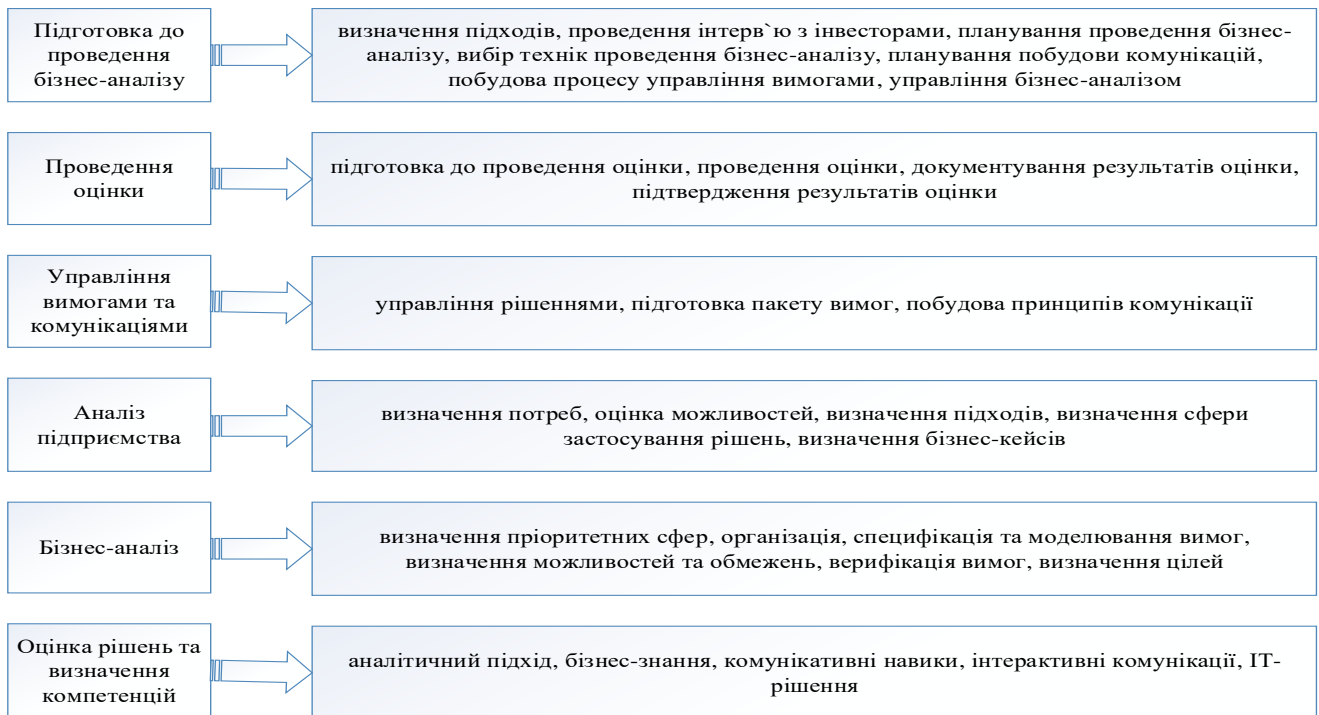 Підготовка до
проведення
бізнес-аналізу
визначення підходів, проведення інтерв`ю з інвесторами, планування проведення бізнес-
аналізу, вибір технік проведення бізнес-аналізу, планування побудови комунікацій,
побудова процесу управління вимогами, управління бізнес-аналізом
Проведення
оцінки
підготовка до проведення оцінки, проведення оцінки, документування результатів оцінки,
підтвердження результатів оцінки
Управління
вимогами та
комунікаціями
управління рішеннями, підготовка пакету вимог, побудова принципів комунікації
Аналіз
підприємства
визначення потреб, оцінка можливостей, визначення підходів, визначення сфери
застосування рішень, визначення бізнес-кейсів
Бізнес-аналіз
визначення пріоритетних сфер, організація, специфікація та моделювання вимог,
визначення можливостей та обмежень, верифікація вимог, визначення цілей
Оцінка рішень та
визначення
компетенцій
аналітичний підхід, бізнес-знання, комунікативні навики, інтерактивні комунікації, ІТ-
рішення